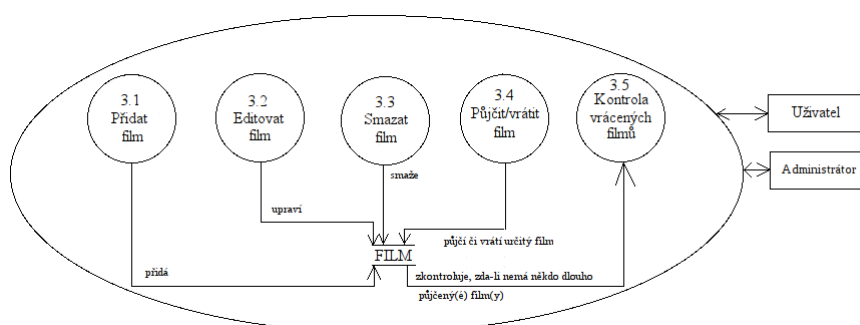 3.1
Přidat
film
3.2
Editovat
film
3.3
Smazat
film
3.4
Půjčit/vrátit
film
3.5
Kontrola
vrácených
filmů
Uživatel
Administrátor
smaže
upraví
půjčí či vrátí určitý film
FILM
přidá
zkontroluje, zda-li nemá někdo dlouho
půjčený(é) film(y)